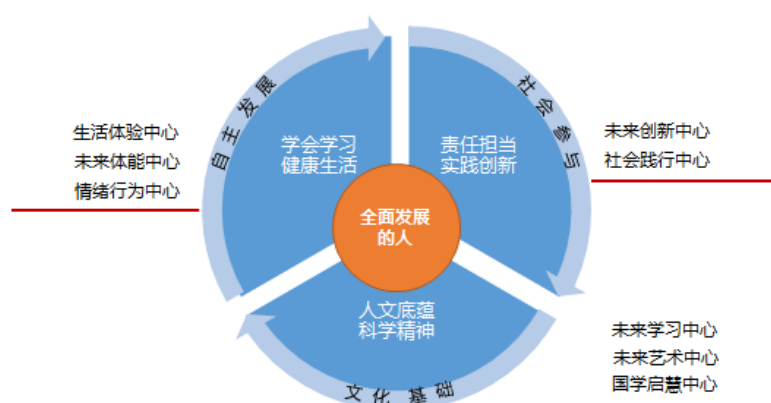 自主 发展
社会 参与
生活体验中心
未来体能中心
情绪行为中心
学会学习
健康生活
责任担当
实践创新
未来创新中心
社会践行中心
全面发展
的人
人文底蕴
科学精神
文化 基础
未来学习中心
未来艺术中心
国学启慧中心